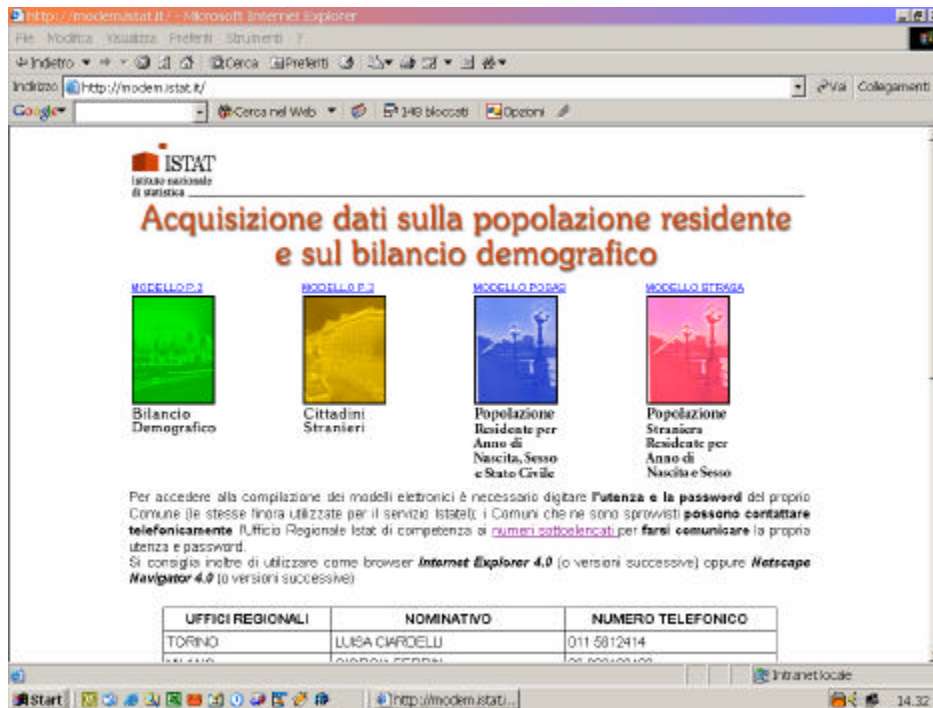 http://modem.istat.it/ - Microsoft Internet Explorer
File Modifica Visualizza Preferiti Strumenti ?
Indietro Cerca Preferiti
Indirizzo http://modem.istat.it/ Vai Collegamenti
Google Cerca nel Web 149 bloccati Opzioni
ISTAT
Istituto nazionale
di statistica
Acquisizione dati sulla popolazione residente
e sul bilancio demografico
MODELLO P.2 MODELLO P.3 MODELLO POSAS MODELLO STRASA
Bilancio
Demografico
Cittadini
Stranieri
Popolazione
Residente per
Anno di
Nascita, Sesso
e Stato Civile
Popolazione
Straniera
Residente per
Anno di
Nascita e Sesso
Per accedere alla compilazione dei modelli elettronici è necessario digitare l'utenza e la password del proprio
Comune (le stesse finora utilizzate per il servizio Istatel); i Comuni che ne sono sprovvisti possono contattare
telefonicamente l'Ufficio Regionale Istat di competenza ai numeri sottoelencati per farsi comunicare la propria
utenza e password.
Si consiglia inoltre di utilizzare come browser Internet Explorer 4.0 (o versioni successive) oppure Netscape
Navigator 4.0 (o versioni successive)
UFFICI REGIONALI NOMINATIVO NUMERO TELEFONICO
TORINO LUISA CIARDELLI 011 5612414
Intranet locale
Start http://modem.istati... 14.32